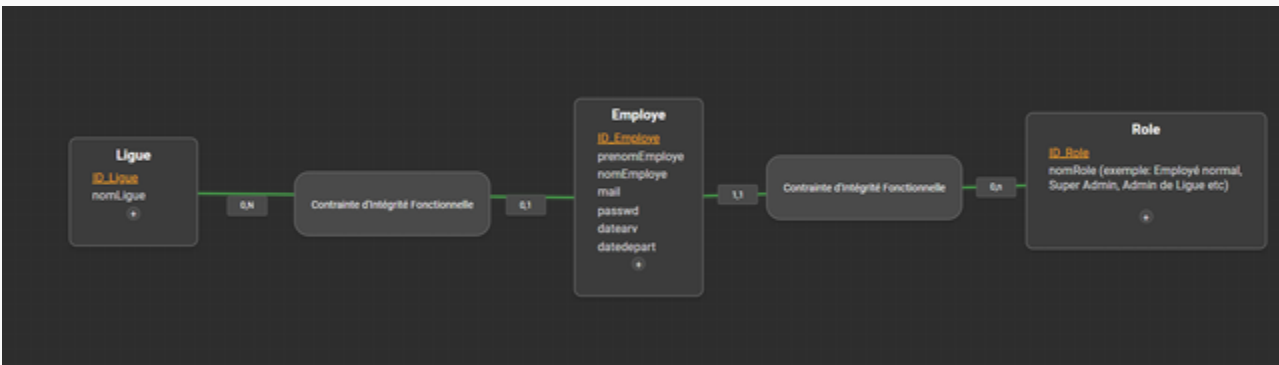 Ligue
ID_Ligue
nomLigue
+
0,N
Contrainte d'Intégrité Fonctionnelle
0,1
Employe
ID_Employe
prenomEmploye
nomEmploye
mail
passwd
datearv
datedepart
+
1,1
Contrainte d'Intégrité Fonctionnelle
0,n
Role
ID_Role
nomRole (exemple: Employé normal,
Super Admin, Admin de Ligue etc)
+